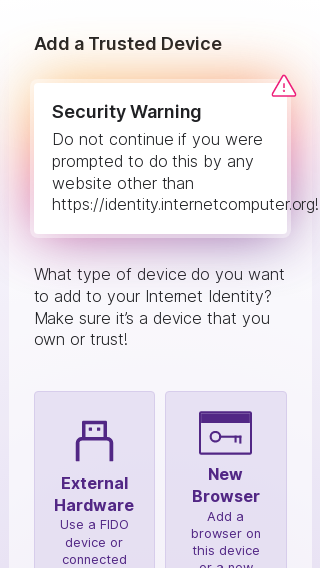 Add a Trusted Device
Security Warning
Do not continue if you were
prompted to do this by any
website other than
https://identity.internetcomputer.org!
What type of device do you want
to add to your Internet Identity?
Make sure it’s a device that you
own or trust!
External
Hardware
Use a FIDO
device or
connected
New
Browser
Add a
browser on
this device
or a new